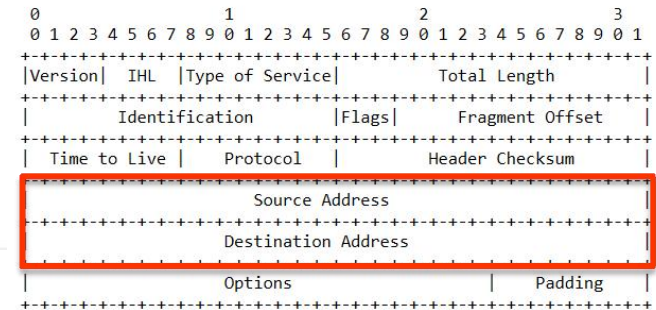 0                   1                   2                   3
0 1 2 3 4 5 6 7 8 9 0 1 2 3 4 5 6 7 8 9 0 1 2 3 4 5 6 7 8 9 0 1
+-+-+-+-+-+-+-+-+-+-+-+-+-+-+-+-+-+-+-+-+-+-+-+-+-+-+-+-+-+-+-+-+
|Version|  IHL  |Type of Service|          Total Length         |
+-+-+-+-+-+-+-+-+-+-+-+-+-+-+-+-+-+-+-+-+-+-+-+-+-+-+-+-+-+-+-+-+
|         Identification        |Flags|      Fragment Offset    |
+-+-+-+-+-+-+-+-+-+-+-+-+-+-+-+-+-+-+-+-+-+-+-+-+-+-+-+-+-+-+-+-+
|  Time to Live |    Protocol   |         Header Checksum       |
+-+-+-+-+-+-+-+-+-+-+-+-+-+-+-+-+-+-+-+-+-+-+-+-+-+-+-+-+-+-+-+-+
|                       Source Address                          |
+-+-+-+-+-+-+-+-+-+-+-+-+-+-+-+-+-+-+-+-+-+-+-+-+-+-+-+-+-+-+-+-+
|                    Destination Address                        |
+-+-+-+-+-+-+-+-+-+-+-+-+-+-+-+-+-+-+-+-+-+-+-+-+-+-+-+-+-+-+-+-+
|                    Options                    |    Padding    |
+-+-+-+-+-+-+-+-+-+-+-+-+-+-+-+-+-+-+-+-+-+-+-+-+-+-+-+-+-+-+-+-+